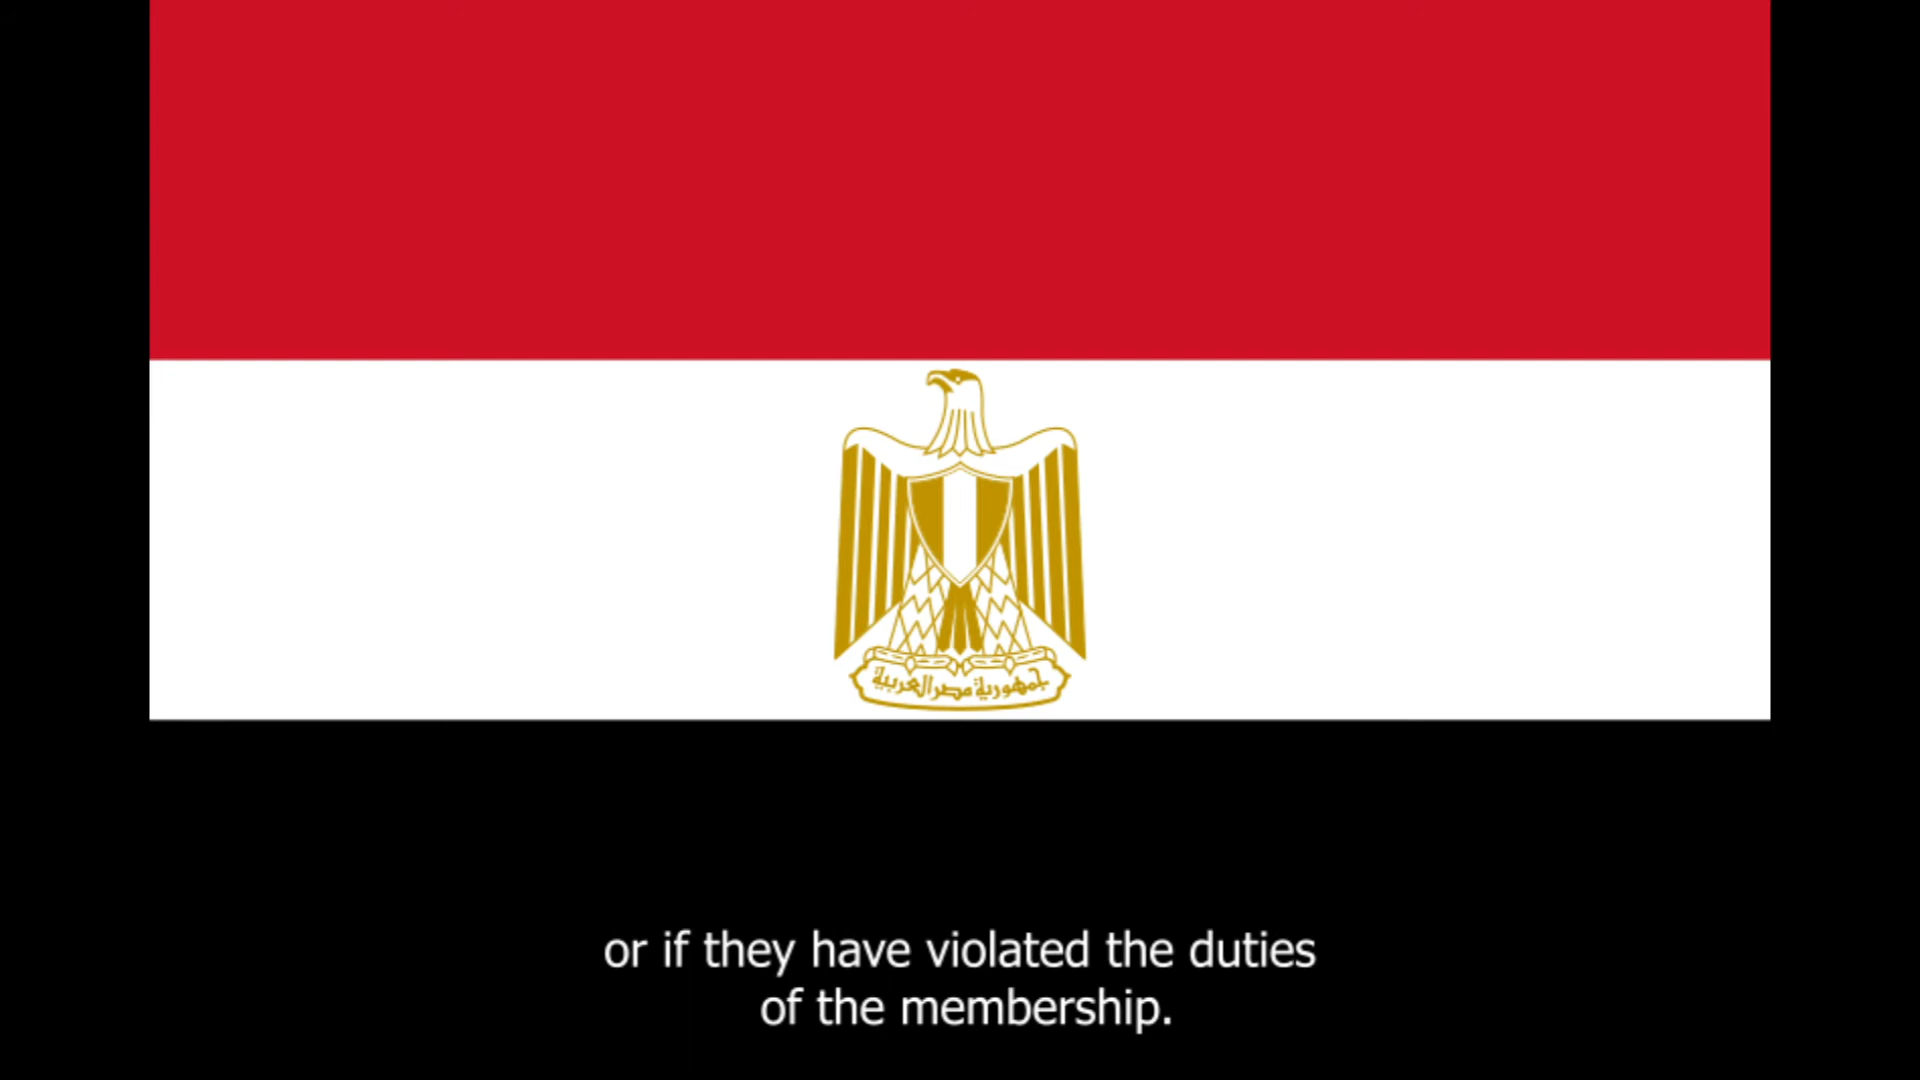 جمهورية مصر العربية
or if they have violated the duties
of the membership.